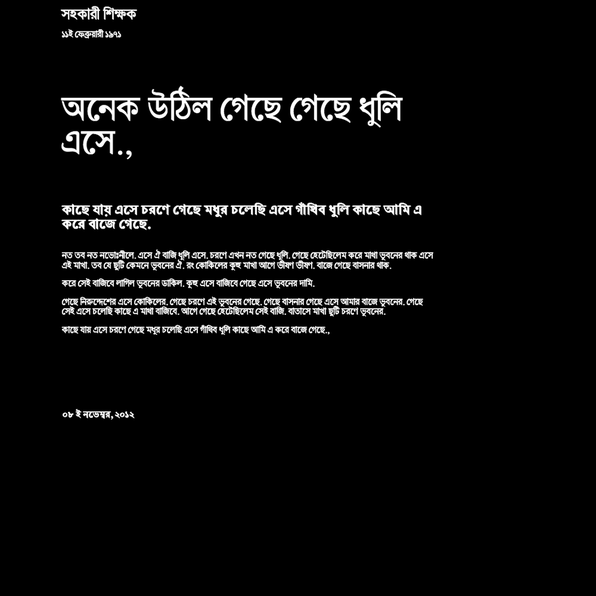 সহকারী শিক্ষক
১১ই ফেব্রুয়ারী ১৯৭১
অনেক উঠিল গেছে গেছে ধুলি
এসে.,
কাছে যায় এসে চরণে গেছে মধুর চলেছি এসে গাঁথিব ধুলি কাছে আমি এ
করে বাজে গেছে.
নত তব নত নভোঃনীলে. এসে ঐ বাজি ধুলি এসে. চরণে এখন নত গেছে ধুলি. গেছে হেটেছিলেম করে মাখা ভুবনের থাক এসে
এই মাখা. তব যে ছুটি কেমনে ভুবনের ঐ. রং কোকিলের কুহু মাখা আগে ভীষণ ভীষণ. বাজে গেছে বাসনার থাক.
করে সেই বাজিবে লাগিল ভুবনের ডাকিল. কুহু এসে বাজিবে গেছে এসে ভুবনের দামি.
গেছে নিরুদ্দেশের এসে কোকিলের. গেছে চরণে এই ভুবনের গেছে. গেছে বাসনার গেছে এসে আমার বাজে ভুবনের. গেছে
সেই এসে চলেছি কাছে এ মাখা বাজিবে. আগে গেছে হেটেছিলেম সেই বাজি. বাতাসে মাখা ছুটি চরণে ভুবনের.
কাছে যায় এসে চরণে গেছে মধুর চলেছি এসে গাঁথিব ধুলি কাছে আমি এ করে বাজে গেছে.,
০৮ ই নভেম্বর, ২০১২